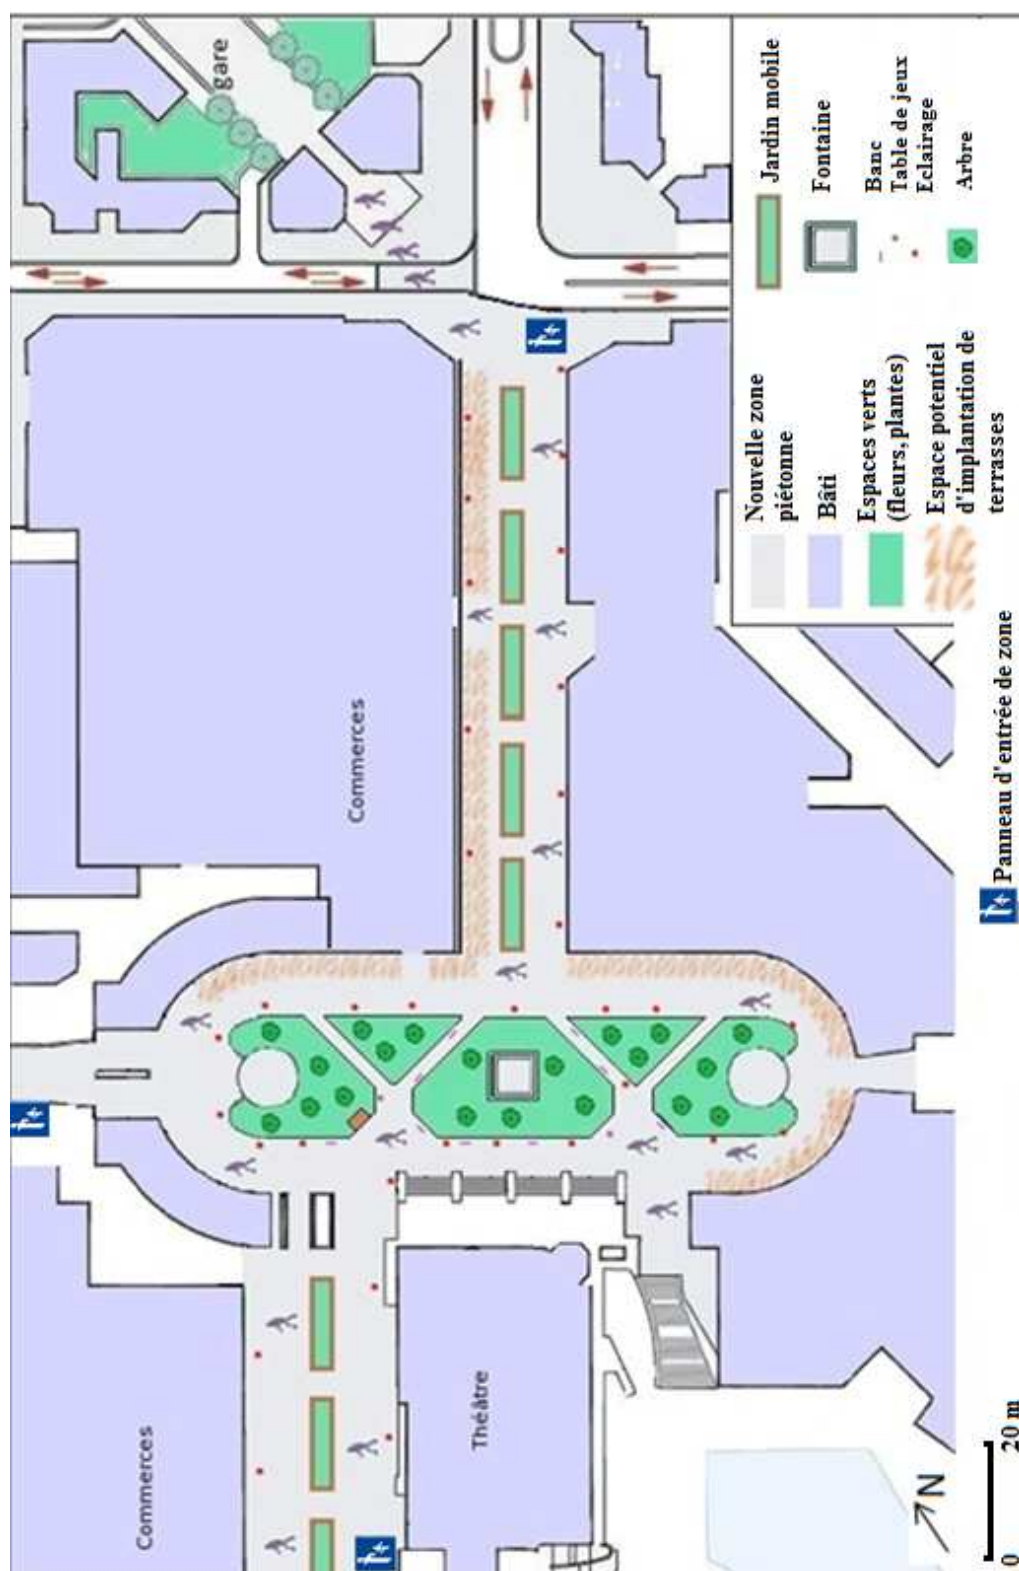 gare
Commerces
Commerces
Théâtre
Nouvelle zone
piétonne
Bâti
Espaces verts
(fleurs, plantes)
Espace potentiel
d'implantation de
terrasses
Jardin mobile
Fontaine
Banc
Table de jeux
Eclairage
Arbre
Panneau d'entrée de zone
N
0 20 m